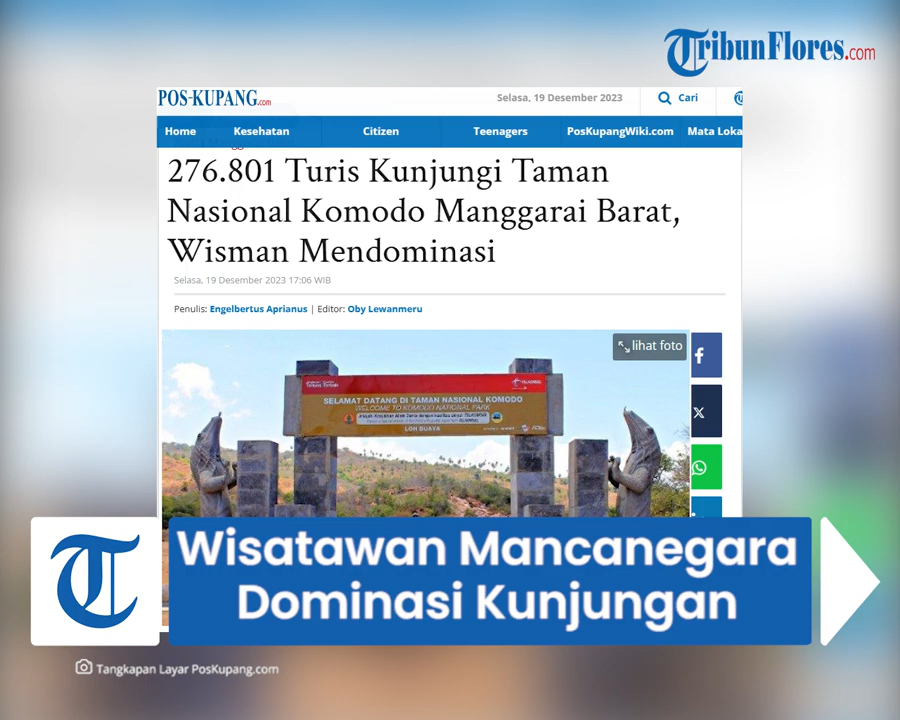 TribunFlores.com
POS-KUPANG.com
Selasa, 19 Desember 2023
Cari
Home Kesehatan Citizen Teenagers PosKupangWiki.com Mata Loka
276.801 Turis Kunjungi Taman
Nasional Komodo Manggarai Barat,
Wisman Mendominasi
Selasa, 19 Desember 2023 17:06 WIB
Penulis: Engelbertus Aprianus | Editor: Oby Lewanmeru
lihat foto
SELAMAT DATANG DI TAMAN NASIONAL KOMODO
WELCOME TO KOMODO NATIONAL PARK
LOH BUAYA
Wisatawan Mancanegara
Dominasi Kunjungan
Tangkapan Layar PosKupang.com